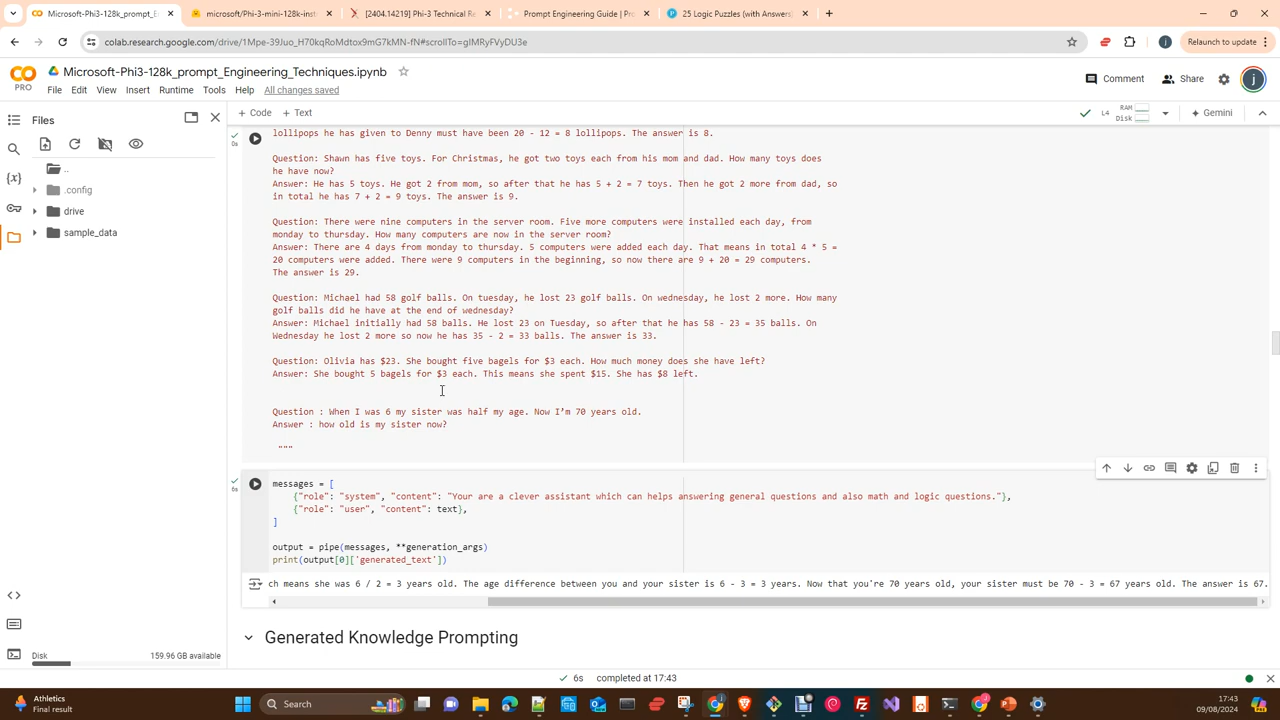 Microsoft-Phi3-128k_prompt_E
microsoft/Phi-3-mini-128k-inst
[2404.14219] Phi-3 Technical Re
Prompt Engineering Guide | Pro
25 Logic Puzzles (with Answers)
colab.research.google.com/drive/1Mpe-39Juo_H70kqRoMdtox9mG7kMN-fN#scrollTo=gIMRyFVyDU3e
Relaunch to update
Microsoft-Phi3-128k_prompt_Engineering_Techniques.ipynb
PRO
File Edit View Insert Runtime Tools Help All changes saved
Comment
Share
j
Files
+ Code + Text
L4
RAM
Disk
Gemini
..
.config
drive
sample_data
lollipops he has given to Denny must have been 20 - 12 = 8 lollipops. The answer is 8.
Question: Shawn has five toys. For Christmas, he got two toys each from his mom and dad. How many toys does
he have now?
Answer: He has 5 toys. He got 2 from mom, so after that he has 5 + 2 = 7 toys. Then he got 2 more from dad, so
in total he has 7 + 2 = 9 toys. The answer is 9.
Question: There were nine computers in the server room. Five more computers were installed each day, from
monday to thursday. How many computers are now in the server room?
Answer: There are 4 days from monday to thursday. 5 computers were added each day. That means in total 4 * 5 =
20 computers were added. There were 9 computers in the beginning, so now there are 9 + 20 = 29 computers.
The answer is 29.
Question: Michael had 58 golf balls. On tuesday, he lost 23 golf balls. On wednesday, he lost 2 more. How many
golf balls did he have at the end of wednesday?
Answer: Michael initially had 58 balls. He lost 23 on Tuesday, so after that he has 58 - 23 = 35 balls. On
Wednesday he lost 2 more so now he has 35 - 2 = 33 balls. The answer is 33.
Question: Olivia has $23. She bought five bagels for $3 each. How much money does she have left?
Answer: She bought 5 bagels for $3 each. This means she spent $15. She has $8 left.
Question : When I was 6 my sister was half my age. Now I’m 70 years old.
Answer : how old is my sister now?
"""
messages = [
{"role": "system", "content": "Your are a clever assistant which can helps answering general questions and also math and logic questions."},
{"role": "user", "content": text},
]
output = pipe(messages, **generation_args)
print(output[0]['generated_text'])
ch means she was 6 / 2 = 3 years old. The age difference between you and your sister is 6 - 3 = 3 years. Now that you're 70 years old, your sister must be 70 - 3 = 67 years old. The answer is 67.
Generated Knowledge Prompting
Disk
159.96 GB available
6s completed at 17:43
Athletics
Final result
Search
17:43
09/08/2024